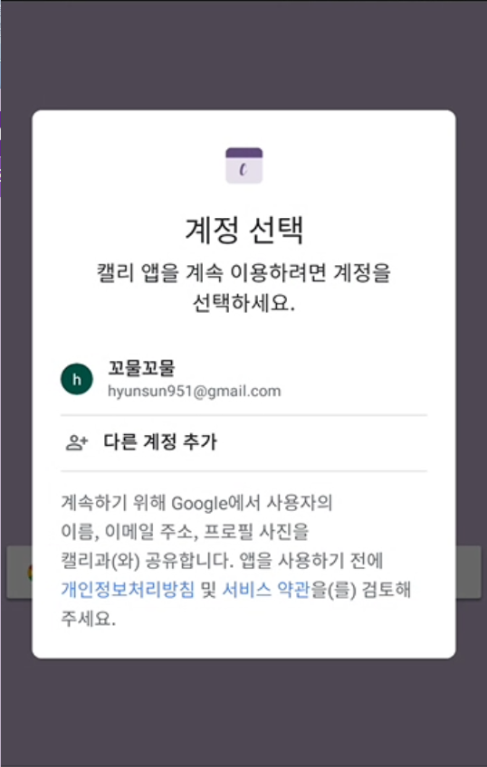 계정 선택
캘리 앱을 계속 이용하려면 계정을
선택하세요.
h
꼬물꼬물
hyunsun951@gmail.com
다른 계정 추가
계속하기 위해 Google에서 사용자의
이름, 이메일 주소, 프로필 사진을
캘리과(와) 공유합니다. 앱을 사용하기 전에
개인정보처리방침 및 서비스 약관을(를) 검토해
주세요.